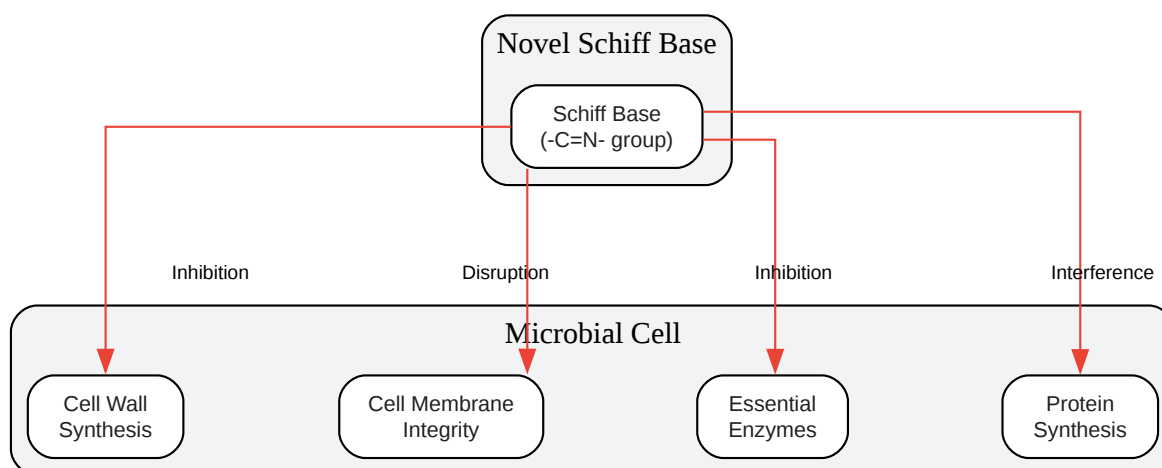 Novel Schiff Base
Schiff Base
(-C=N- group)
Inhibition
Disruption
Inhibition
Interference
Microbial Cell
Cell Wall
Synthesis
Cell Membrane
Integrity
Essential
Enzymes
Protein
Synthesis